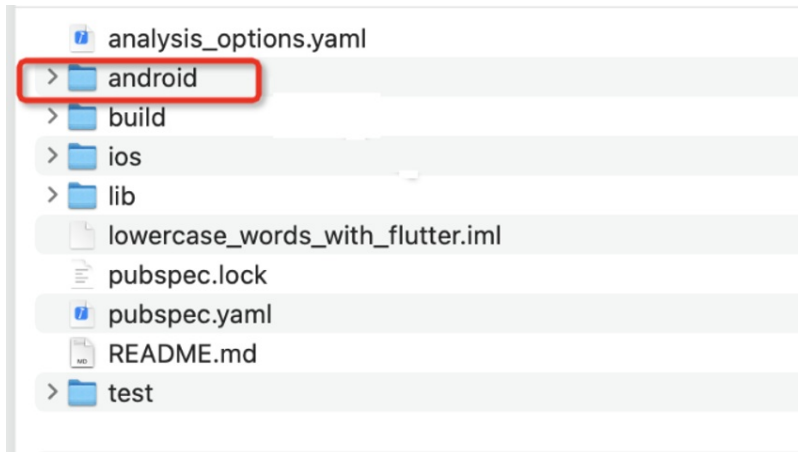 analysis_options.yaml
android
build
ios
lib
lowercase_words_with_flutter.iml
pubspec.lock
pubspec.yaml
README.md
test